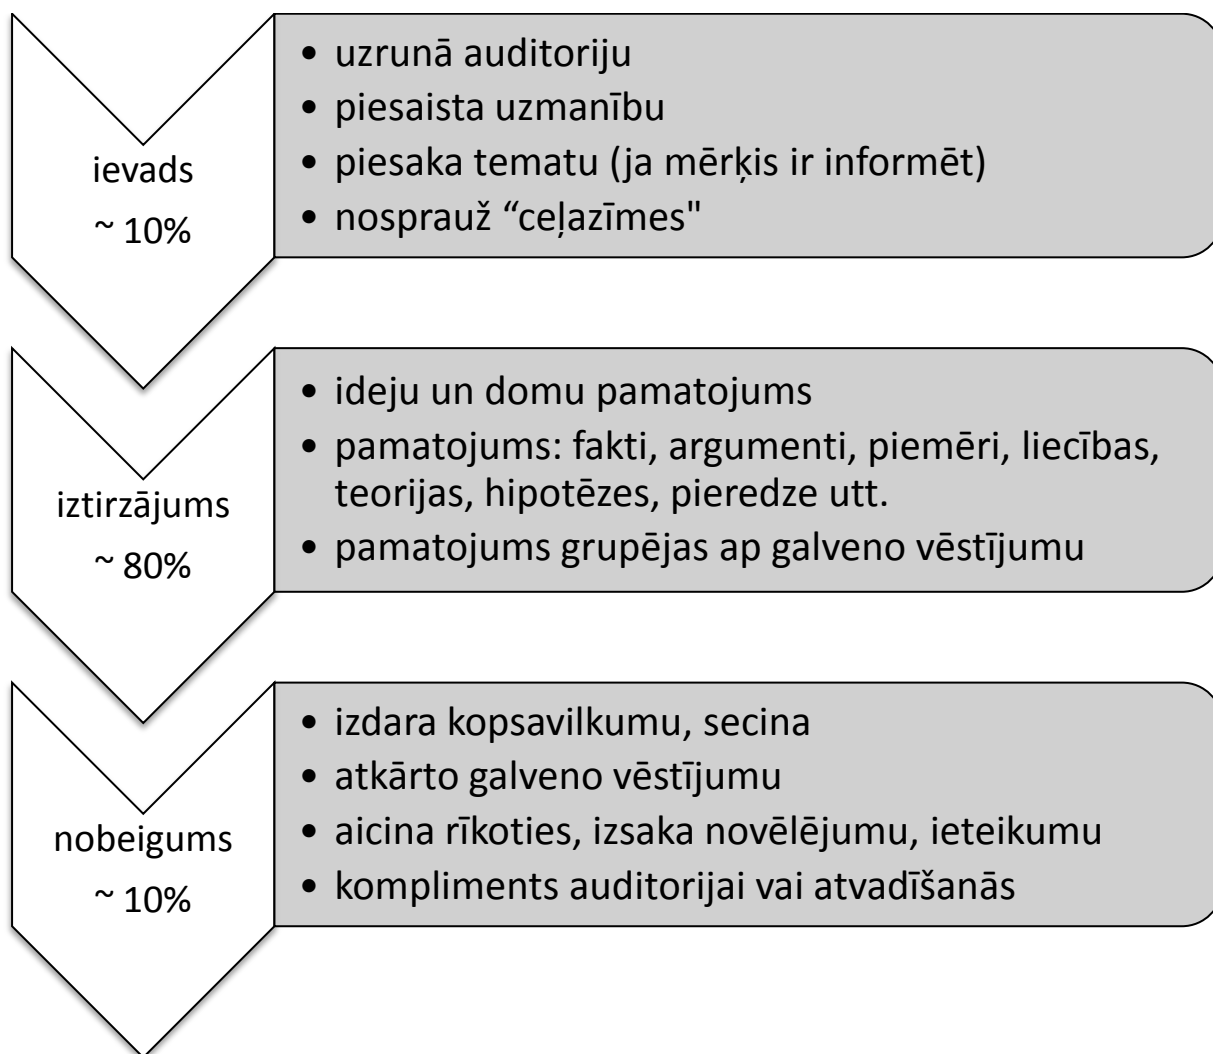 ievads
~ 10%
• uzrunā auditoriju
• piesaista uzmanību
• piesaka tematu (ja mērķis ir informēt)
• nosprauž “ceļazīmes"
iztirzājums
~ 80%
• ideju un domu pamatojums
• pamatojums: fakti, argumenti, piemēri, liecības,
teorijas, hipotēzes, pieredze utt.
• pamatojums grupējas ap galveno vēstījumu
nobeigums
~ 10%
• izdara kopsavilkumu, secina
• atkārto galveno vēstījumu
• aicina rīkoties, izsaka novēlējumu, ieteikumu
• kompliments auditorijai vai atvadīšanās